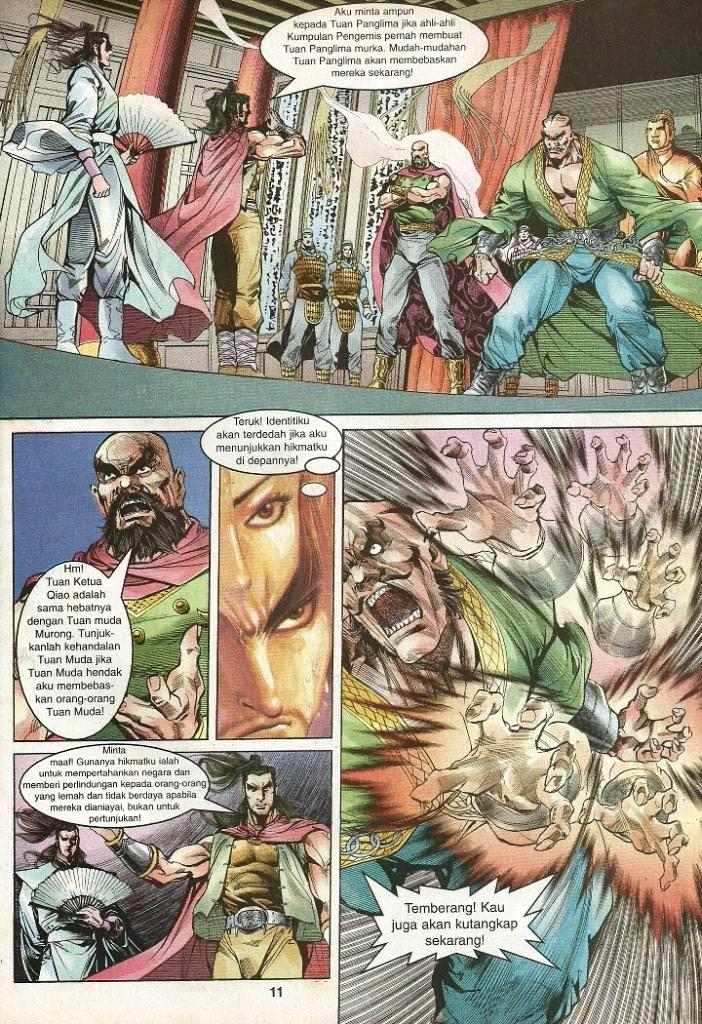 Aku minta ampun
kepada Tuan Panglima jika ahli-ahli
Kumpulan Pengemis pernah membuat
Tuan Panglima murka. Mudah-mudahan
Tuan Panglima akan membebaskan
mereka sekarang!
Teruk! Identitiku
akan terdedah jika aku
menunjukkan hikmatku
di depannya!
Hm!
Tuan Ketua
Qiao adalah
sama hebatnya
dengan Tuan muda
Murong. Tunjuk-
kanlah kehandalan
Tuan Muda jika
Tuan Muda hendak
aku membebas-
kan orang-orang
Tuan Muda!
Minta
maaf! Gunanya hikmatku ialah
untuk mempertahankan negara dan
memberi perlindungan kepada orang-orang
yang lemah dan tidak berdaya apabila
mereka dianiayai, bukan untuk
pertunjukan!
Temberang! Kau
juga akan kutangkap
sekarang!
11